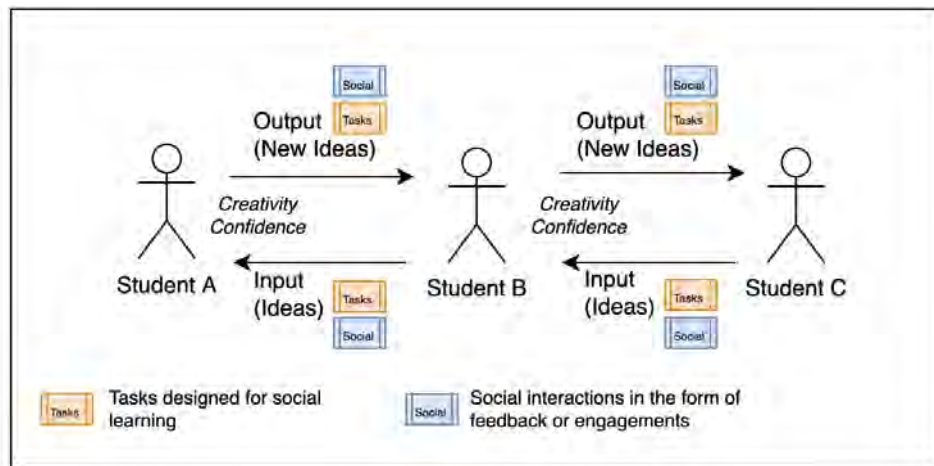 Social
Tasks
Output
(New Ideas)
Creativity
Confidence
Input
(Ideas)
Tasks
Social
Social
Tasks
Output
(New Ideas)
Creativity
Confidence
Input
(Ideas)
Tasks
Social
Student A
Student B
Student C
Tasks
Tasks designed for social
learning
Social
Social interactions in the form of
feedback or engagements